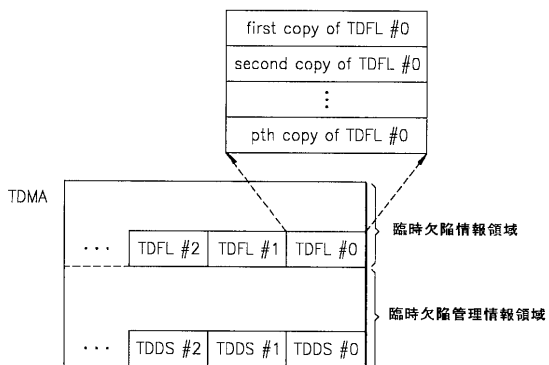 first copy of TDFL #0
second copy of TDFL #0
⋮
pth copy of TDFL #0
TDMA
臨時欠陥情報領域
... TDFL #2 TDFL #1 TDFL #0
臨時欠陥管理情報領域
... TDDS #2 TDDS #1 TDDS #0